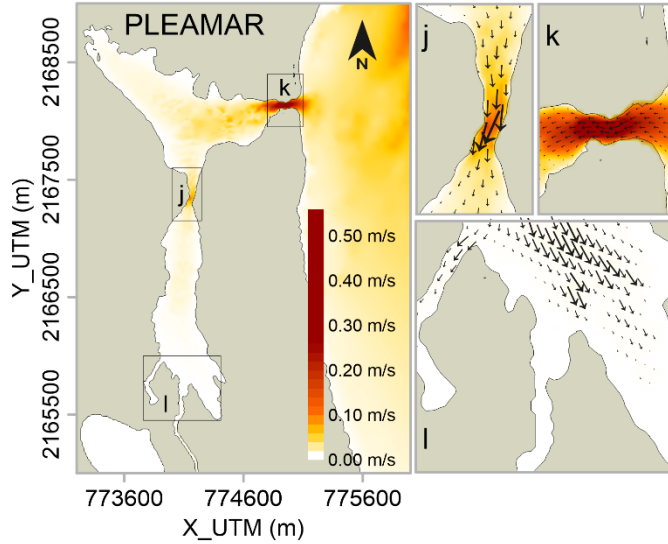 PLEAMAR
N
k
j
l
0.50 m/s
0.40 m/s
0.30 m/s
0.20 m/s
0.10 m/s
0.00 m/s
Y_UTM (m)
2168500
2167500
2166500
2165500
773600 774600 775600
X_UTM (m)
j
k
l